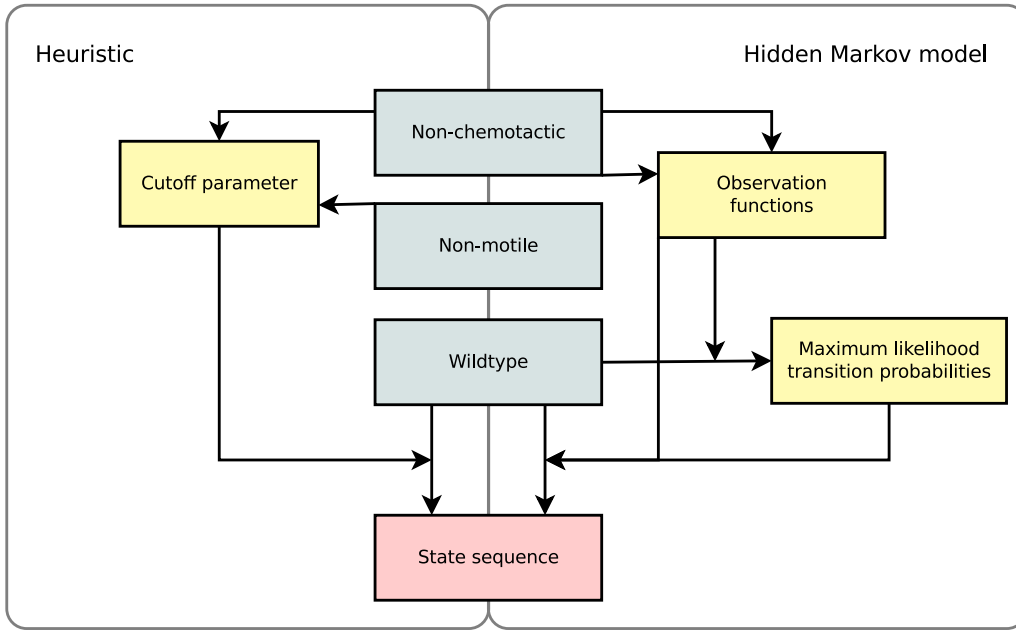 Heuristic
Hidden Markov model
Non-chemotactic
Cutoff parameter
Observation
functions
Non-motile
Wildtype
Maximum likelihood
transition probabilities
State sequence